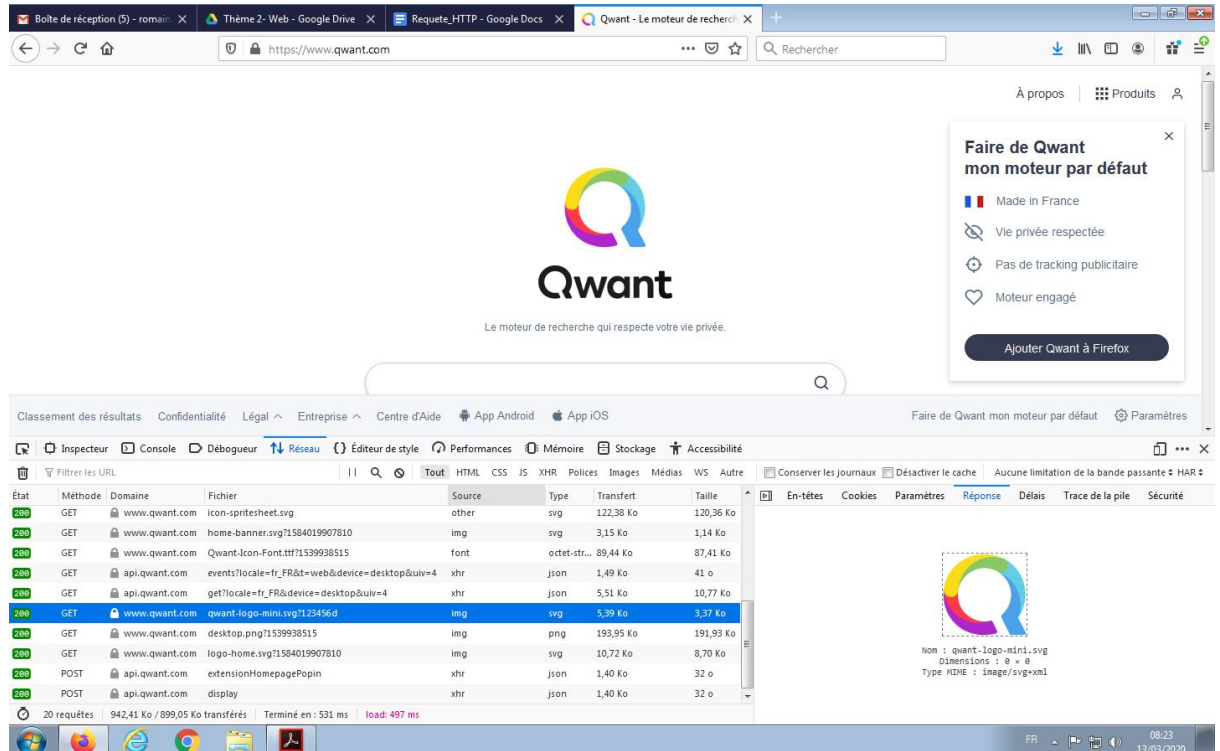 Boîte de réception (5) - romain. Thème 2- Web - Google Drive Requete_HTTP - Google Docs Qwant - Le moteur de recherch
https://www.qwant.com Rechercher
À propos Produits
Faire de Qwant
mon moteur par défaut
Made in France
Vie privée respectée
Pas de tracking publicitaire
Moteur engagé
Ajouter Qwant à Firefox
Qwant
Le moteur de recherche qui respecte votre vie privée.
Classement des résultats Confidentialité Légal Entreprise Centre d'Aide App Android App iOS Faire de Qwant mon moteur par défaut Paramètres
Inspecteur Console Débogueur Réseau Éditeur de style Performances Mémoire Stockage Accessibilité
Filtrer les URL Tout HTML CSS JS XHR Polices Images Médias WS Autre Conserver les journaux Désactiver le cache Aucune limitation de la bande passante HAR
État Méthode Domaine Fichier Source Type Transfert Taille En-têtes Cookies Paramètres Réponse Délais Trace de la pile Sécurité
200 GET www.qwant.com icon-spritesheet.svg other svg 122,38 Ko 120,36 Ko
200 GET www.qwant.com home-banner.svg?1584019907810 img svg 3,15 Ko 1,14 Ko
200 GET www.qwant.com Qwant-Icon-Font.ttf?1539938515 font octet-str... 89,44 Ko 87,41 Ko
200 GET api.qwant.com events?locale=fr_FR&t=web&device=desktop&uiv=4 xhr json 1,49 Ko 41 o
200 GET api.qwant.com get?locale=fr_FR&device=desktop&uiv=4 xhr json 5,51 Ko 10,77 Ko
200 GET www.qwant.com qwant-logo-mini.svg?123456d img svg 5,39 Ko 3,37 Ko
200 GET www.qwant.com desktop.png?1539938515 img png 193,95 Ko 191,93 Ko
200 GET www.qwant.com logo-home.svg?1584019907810 img svg 10,72 Ko 8,70 Ko
200 POST api.qwant.com extensionHomepagePopin xhr json 1,40 Ko 32 o
200 POST api.qwant.com display xhr json 1,40 Ko 32 o
Nom : qwant-logo-mini.svg
Dimensions : 0 × 0
Type MIME : image/svg+xml
20 requêtes 942,41 Ko / 899,05 Ko transférés Terminé en : 531 ms load: 497 ms
FR 08:23
13/03/2020